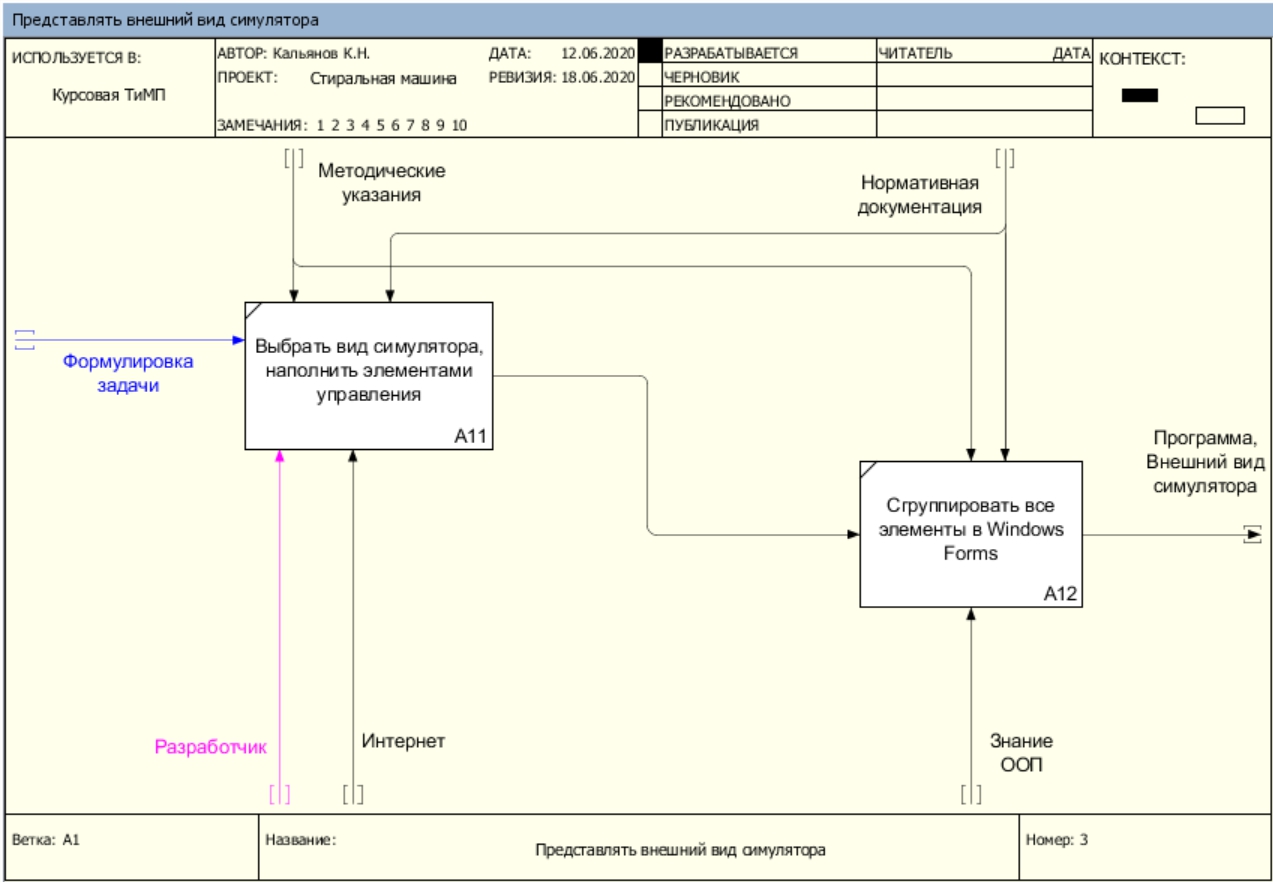 Представлять внешний вид симулятора
ИСПОЛЬЗУЕТСЯ В:
Курсовая ТиМП
АВТОР: Кальянов К.Н.
ДАТА: 12.06.2020
ПРОЕКТ: Стиральная машина
РЕВИЗИЯ: 18.06.2020
ЗАМЕЧАНИЯ: 1 2 3 4 5 6 7 8 9 10
РАЗРАБАТЫВАЕТСЯ
ЧЕРНОВИК
РЕКОМЕНДОВАНО
ПУБЛИКАЦИЯ
ЧИТАТЕЛЬ ДАТА
КОНТЕКСТ:
Методические
указания
Нормативная
документация
Формулировка
задачи
Выбрать вид симулятора,
наполнить элементами
управления
A11
Программа,
Внешний вид
симулятора
Сгруппировать все
элементы в Windows
Forms
A12
Разработчик
Интернет
Знание
ООП
Ветка: A1
Название:
Представлять внешний вид симулятора
Номер: 3